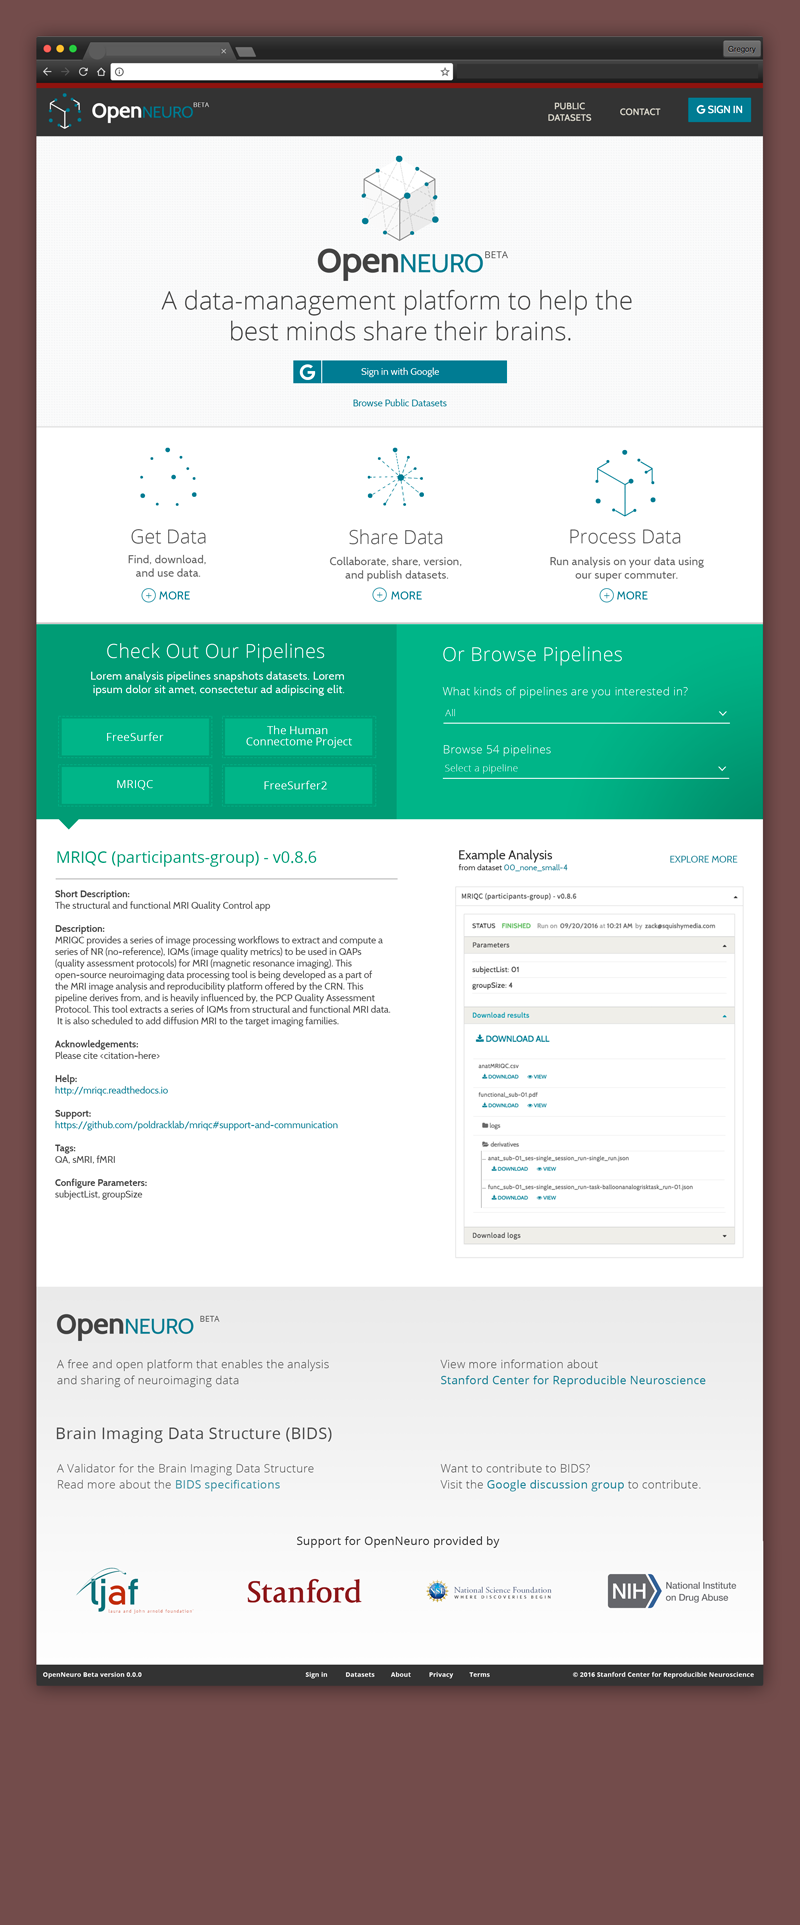 Gregory
OpenNEURO BETA
PUBLIC
DATASETS
CONTACT
G SIGN IN
OpenNEURO BETA
A data-management platform to help the
best minds share their brains.
G Sign in with Google
Browse Public Datasets
Get Data
Find, download,
and use data.
+ MORE
Share Data
Collaborate, share, version,
and publish datasets.
+ MORE
Process Data
Run analysis on your data using
our super commuter.
+ MORE
Check Out Our Pipelines
Lorem analysis pipelines snapshots datasets. Lorem
ipsum dolor sit amet, consectetur ad adipiscing elit.
FreeSurfer
The Human
Connectome Project
MRIQC
FreeSurfer2
Or Browse Pipelines
What kinds of pipelines are you interested in?
All
Browse 54 pipelines
Select a pipeline
MRIQC (participants-group) - v0.8.6
Short Description:
The structural and functional MRI Quality Control app
Description:
MRIQC provides a series of image processing workflows to extract and compute a
series of NR (no-reference), IQMs (image quality metrics) to be used in QAPs
(quality assessment protocols) for MRI (magnetic resonance imaging). This
open-source neuroimaging data processing tool is being developed as a part of
the MRI image analysis and reproducibility platform offered by the CRN. This
pipeline derives from, and is heavily influenced by, the PCP Quality Assessment
Protocol. This tool extracts a series of IQMs from structural and functional MRI data.
It is also scheduled to add diffusion MRI to the target imaging families.
Acknowledgements:
Please cite <citation-here>
Help:
http://mriqc.readthedocs.io
Support:
https://github.com/poldracklab/mriqc#support-and-communication
Tags:
QA, sMRI, fMRI
Configure Parameters:
subjectList, groupSize
Example Analysis
from dataset 00_none_small-4
EXPLORE MORE
MRIQC (participants-group) - v0.8.6
STATUS FINISHED Run on 09/20/2016 at 10:21 AM by zack@squishymedia.com
Parameters
subjectList: 01
groupSize: 4
Download results
DOWNLOAD ALL
anatMRIQC.csv
DOWNLOAD VIEW
functional_sub-01.pdf
DOWNLOAD VIEW
logs
derivatives
anat_sub-01_ses-single_session_run-single_run.json
DOWNLOAD VIEW
func_sub-01_ses-single_session_run-task-balloonanalogrisktask_run-01.json
DOWNLOAD VIEW
Download logs
OpenNEURO BETA
A free and open platform that enables the analysis
and sharing of neuroimaging data
View more information about
Stanford Center for Reproducible Neuroscience
Brain Imaging Data Structure (BIDS)
A Validator for the Brain Imaging Data Structure
Read more about the BIDS specifications
Want to contribute to BIDS?
Visit the Google discussion group to contribute.
Support for OpenNeuro provided by
ljaf
laura and john arnold foundation
Stanford
NSF
National Science Foundation
WHERE DISCOVERIES BEGIN
NIH
National Institute
on Drug Abuse
OpenNeuro Beta version 0.0.0
Sign in Datasets About Privacy Terms
© 2016 Stanford Center for Reproducible Neuroscience